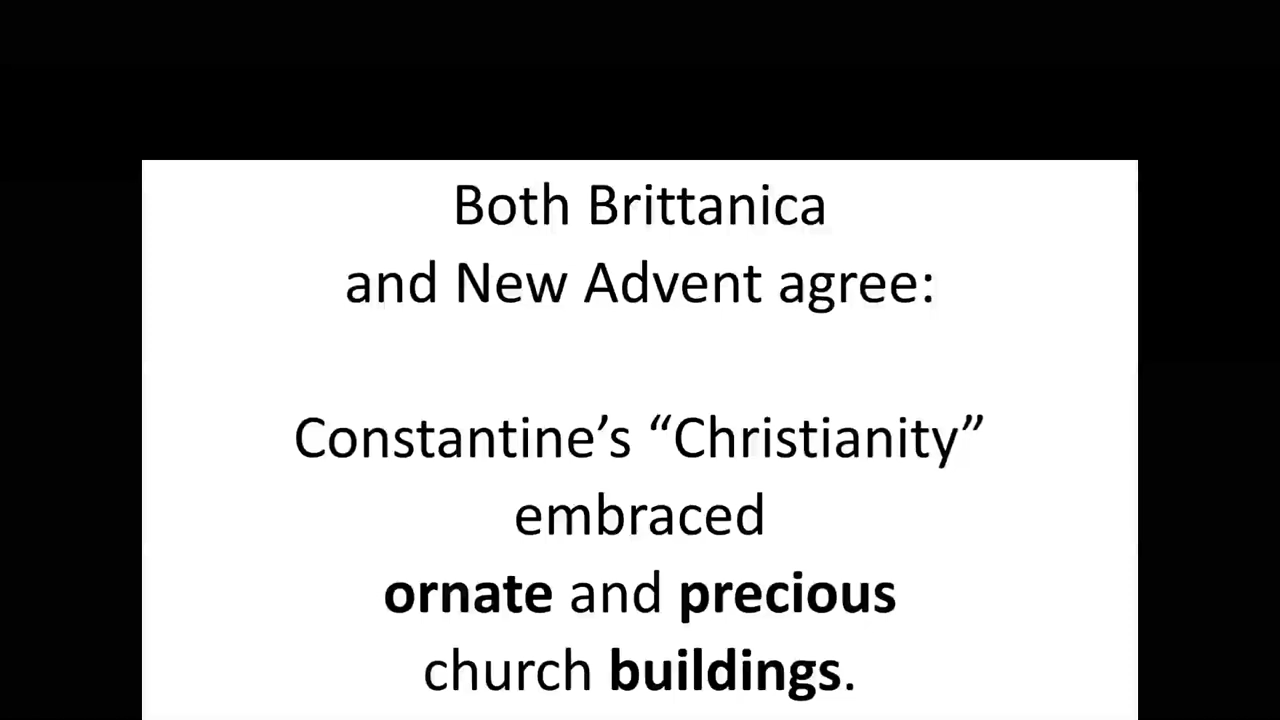 Both Brittanica
and New Advent agree:
Constantine’s “Christianity”
embraced
ornate and precious
church buildings.